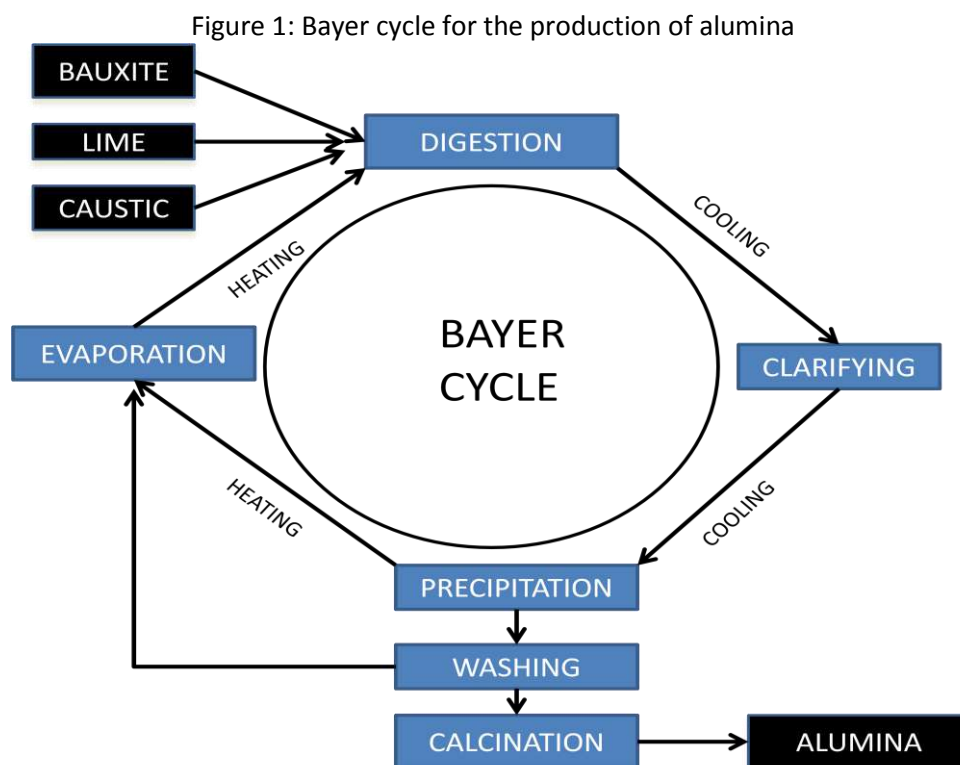 Figure 1: Bayer cycle for the production of alumina
BAUXITE
LIME
CAUSTIC
DIGESTION
COOLING
HEATING
EVAPORATION
BAYER
CYCLE
CLARIFYING
HEATING
COOLING
PRECIPITATION
WASHING
CALCINATION
ALUMINA